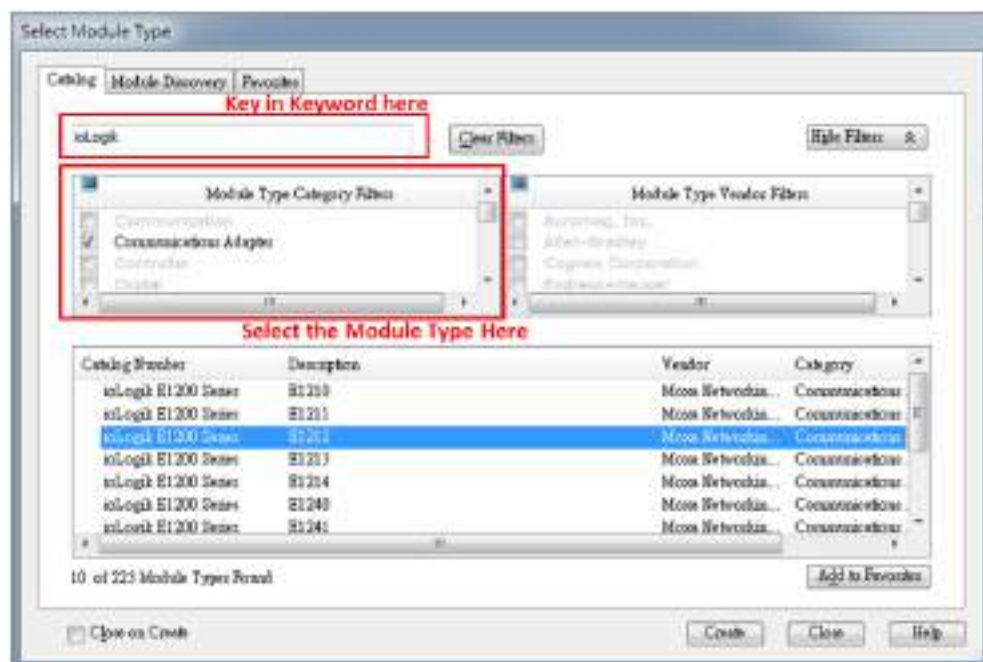 Select Module Type
Catalog Module Discovery Favorites
Key in Keyword here
ioLogik Clear Filters Hide Filters
Module Type Category Filters Module Type Vendor Filters
Communication Acromag, Inc.
Communications Adapter Allen-Bradley
Controller Cognex Corporation
Digital Endress+Hauser
Select the Module Type Here
Catalog Number Description Vendor Category
ioLogik E1200 Series E1210 Moxa Networkin... Communications
ioLogik E1200 Series E1211 Moxa Networkin... Communications
ioLogik E1200 Series E1212 Moxa Networkin... Communications
ioLogik E1200 Series E1213 Moxa Networkin... Communications
ioLogik E1200 Series E1214 Moxa Networkin... Communications
ioLogik E1200 Series E1240 Moxa Networkin... Communications
ioLogik E1200 Series E1241 Moxa Networkin... Communications
10 of 223 Module Types Found Add to Favorites
Close on Create Create Close Help